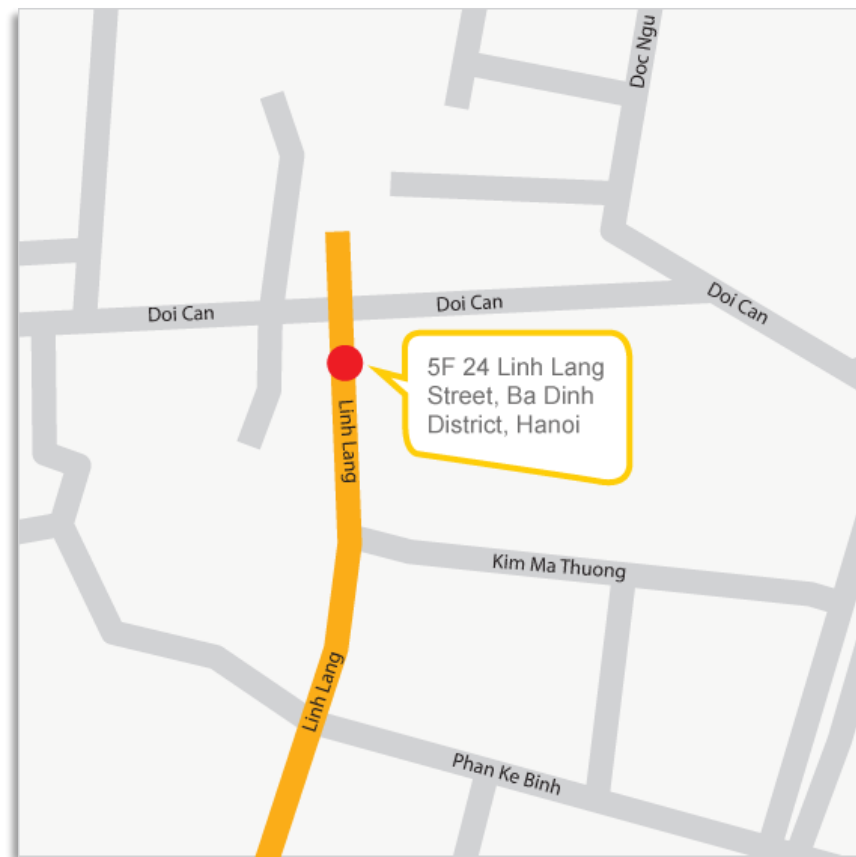 Doc Ngu
Doi Can
Doi Can
Doi Can
5F 24 Linh Lang
Street, Ba Dinh
District, Hanoi
Linh Lang
Kim Ma Thuong
Linh Lang
Phan Ke Binh